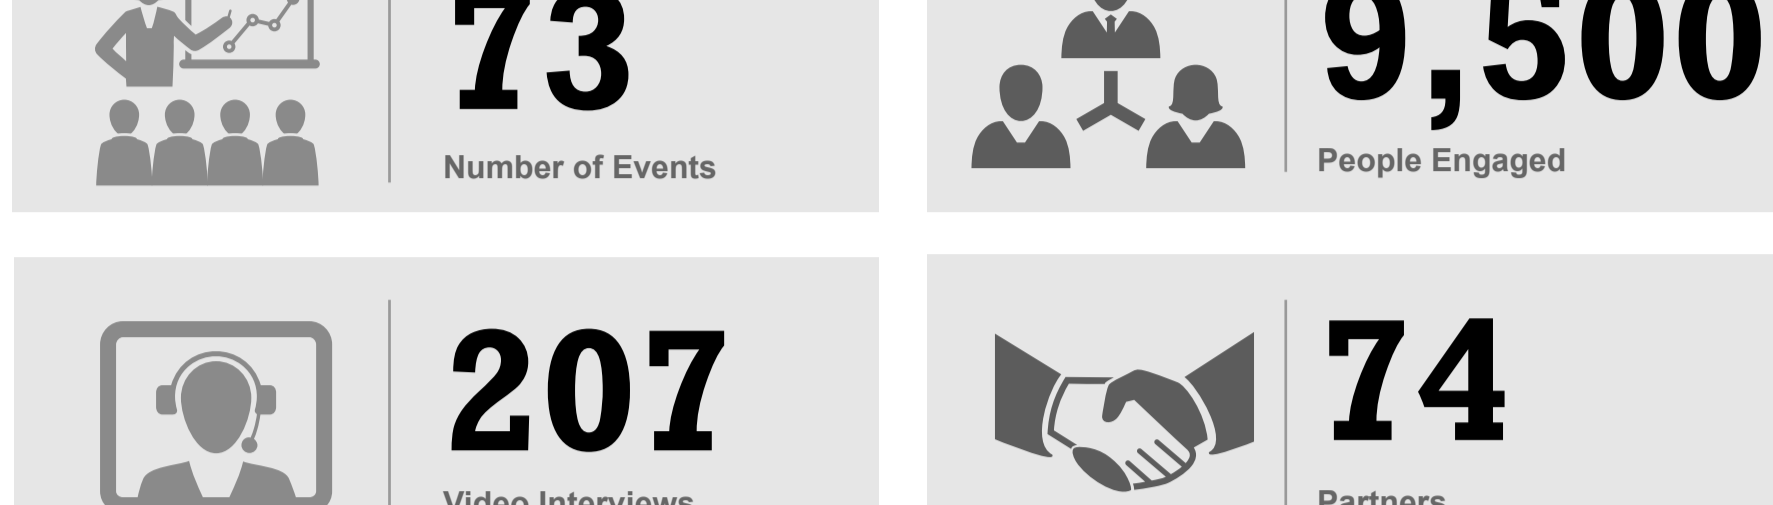 73
Number of Events
9,500
People Engaged
207
Video Interviews
74
Partners